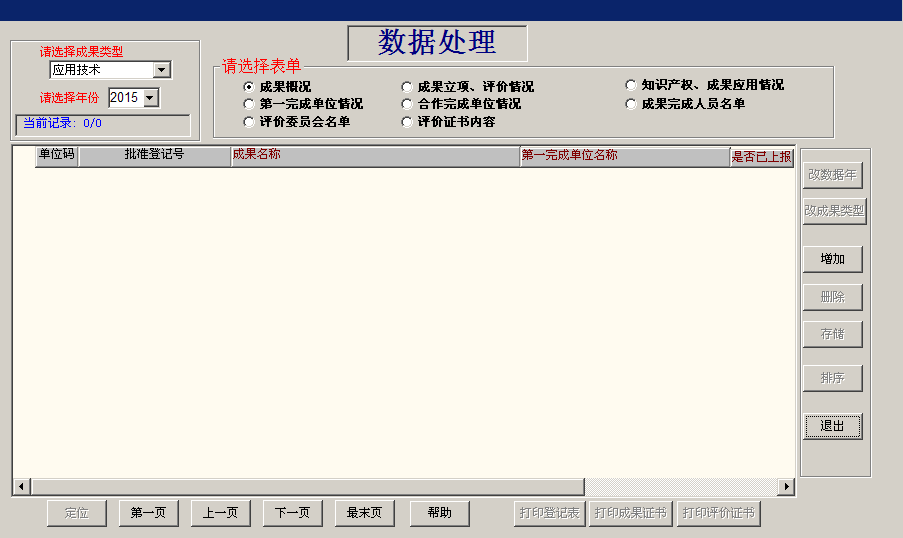 数据处理
请选择成果类型
应用技术
请选择年份 2015
当前记录: 0/0
请选择表单
成果概况 成果立项、评价情况 知识产权、成果应用情况
第一完成单位情况 合作完成单位情况 成果完成人员名单
评价委员会名单 评价证书内容
单位码 批准登记号 成果名称 第一完成单位名称 是否已上报
改数据年
改成果类型
增加
删除
存储
排序
退出
定位 第一页 上一页 下一页 最末页 帮助 打印登记表 打印成果证书 打印评价证书